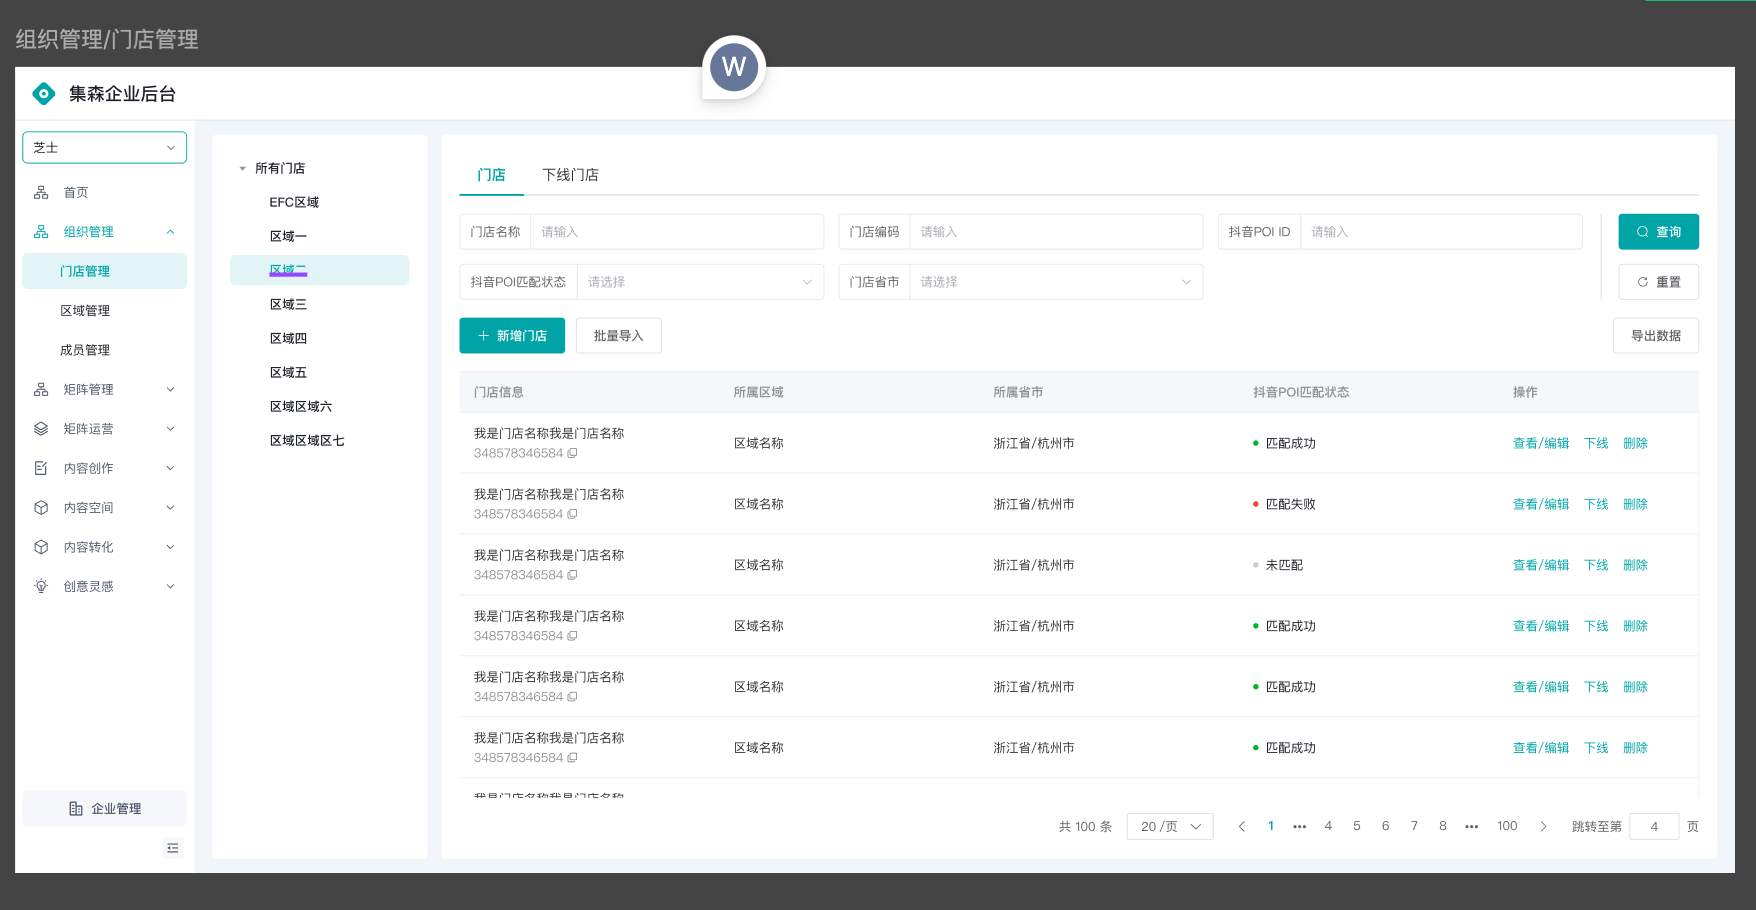 组织管理/门店管理
W
集森企业后台
芝士
首页
组织管理
门店管理
区域管理
成员管理
矩阵管理
矩阵运营
内容创作
内容空间
内容转化
创意灵感
企业管理
所有门店
EFC区域
区域一
区域二
区域三
区域四
区域五
区域区域六
区域区域区七
门店 下线门店
门店名称 请输入 门店编码 请输入 抖音POI ID 请输入 查询
抖音POI匹配状态 请选择 门店省市 请选择 重置
新增门店 批量导入 导出数据
门店信息 所属区域 所属省市 抖音POI匹配状态 操作
我是门店名称我是门店名称
348578346584 区域名称 浙江省/杭州市 匹配成功 查看/编辑 下线 删除
我是门店名称我是门店名称
348578346584 区域名称 浙江省/杭州市 匹配失败 查看/编辑 下线 删除
我是门店名称我是门店名称
348578346584 区域名称 浙江省/杭州市 未匹配 查看/编辑 下线 删除
我是门店名称我是门店名称
348578346584 区域名称 浙江省/杭州市 匹配成功 查看/编辑 下线 删除
我是门店名称我是门店名称
348578346584 区域名称 浙江省/杭州市 匹配成功 查看/编辑 下线 删除
我是门店名称我是门店名称
348578346584 区域名称 浙江省/杭州市 匹配成功 查看/编辑 下线 删除
我是门店名称我是门店名称
共 100 条 20 /页 1 ••• 4 5 6 7 8 ••• 100 跳转至第 4 页